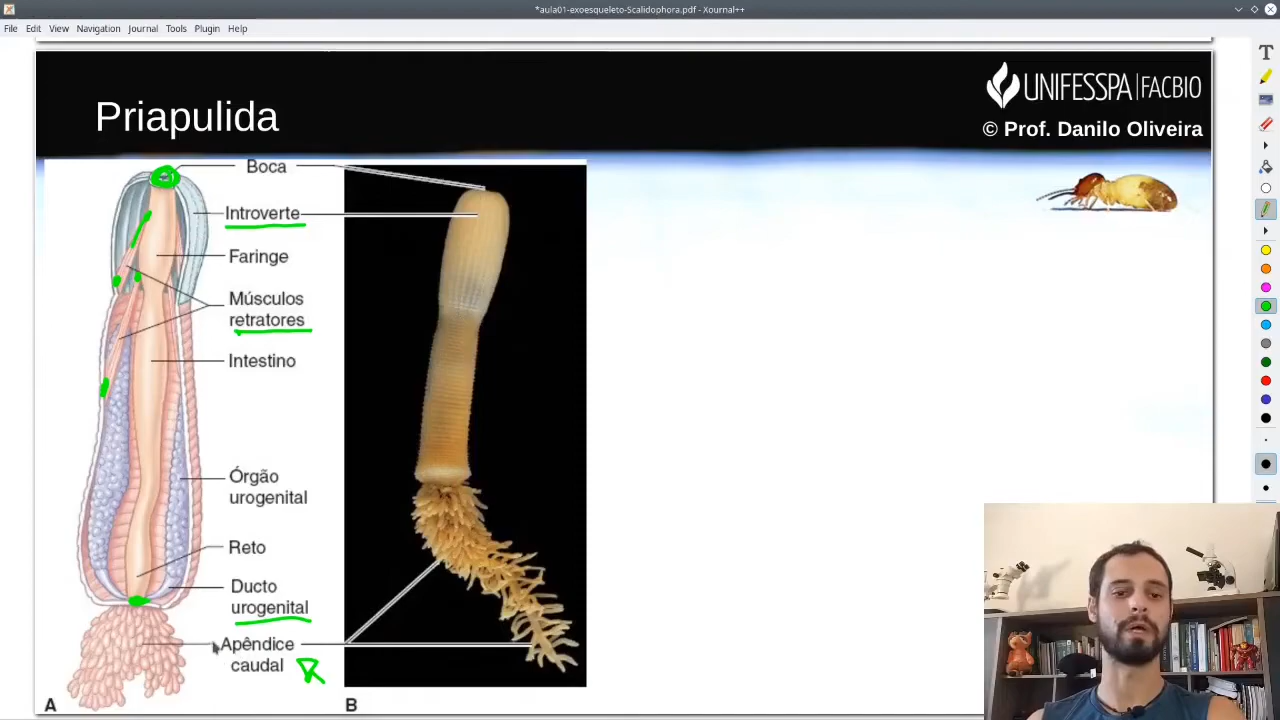 *aula01-exoesqueleto-Scalidophora.pdf - Xournal++
File Edit View Navigation Journal Tools Plugin Help
Priapulida
UNIFESSPA | FACBIO
© Prof. Danilo Oliveira
Boca
Introverte
Faringe
Músculos
retratores
Intestino
Órgão
urogenital
Reto
Ducto
urogenital
Apêndice
caudal
A
B
T